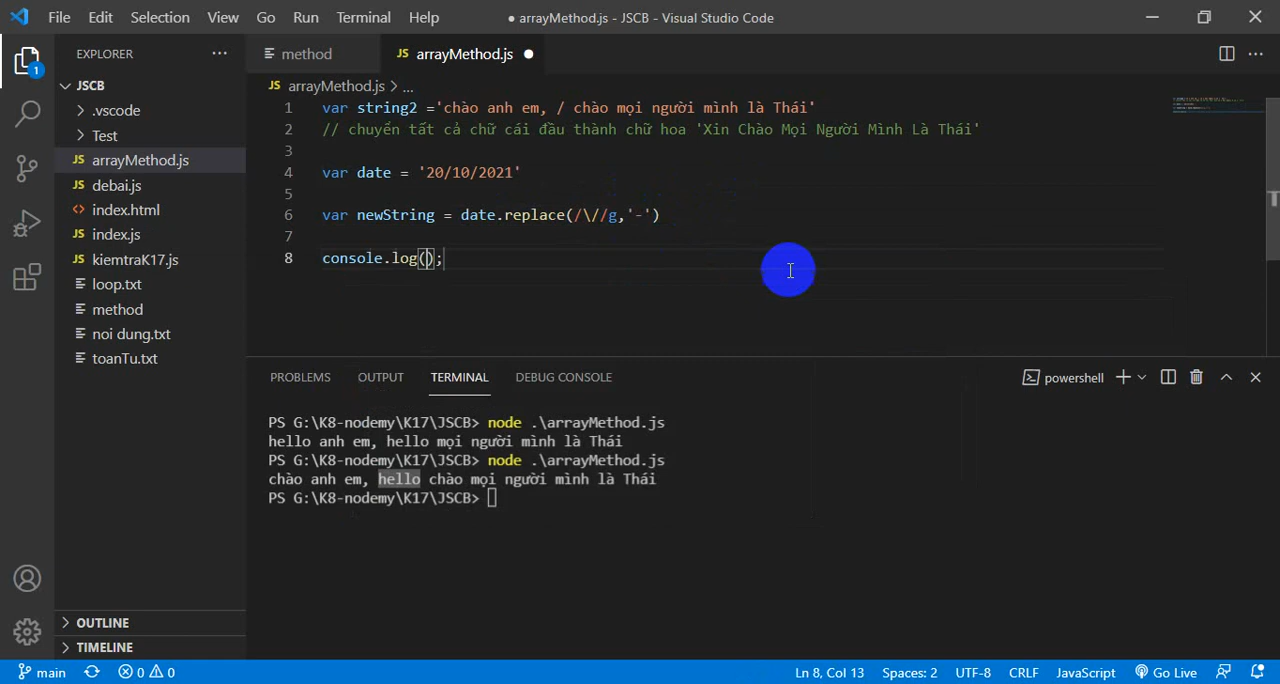 File Edit Selection View Go Run Terminal Help ● arrayMethod.js - JSCB - Visual Studio Code
EXPLORER ···
method JS arrayMethod.js ●
JSCB
JS arrayMethod.js > ...
.vscode
Test
JS arrayMethod.js
JS debai.js
<> index.html
JS index.js
JS kiemtraK17.js
loop.txt
method
noi dung.txt
toanTu.txt
OUTLINE
TIMELINE
1
1 var string2 ='chào anh em, / chào mọi người mình là Thái'
2 // chuyển tất cả chữ cái đầu thành chữ hoa 'Xin Chào Mọi Người Mình Là Thái'
3
4 var date = '20/10/2021'
5
6 var newString = date.replace(/\//g,'-')
7
8 console.log();
PROBLEMS OUTPUT TERMINAL DEBUG CONSOLE powershell
PS G:\K8-nodemy\K17\JSCB> node .\arrayMethod.js
hello anh em, hello mọi người mình là Thái
PS G:\K8-nodemy\K17\JSCB> node .\arrayMethod.js
chào anh em, hello chào mọi người mình là Thái
PS G:\K8-nodemy\K17\JSCB>
main 0 0 Ln 8, Col 13 Spaces: 2 UTF-8 CRLF JavaScript Go Live